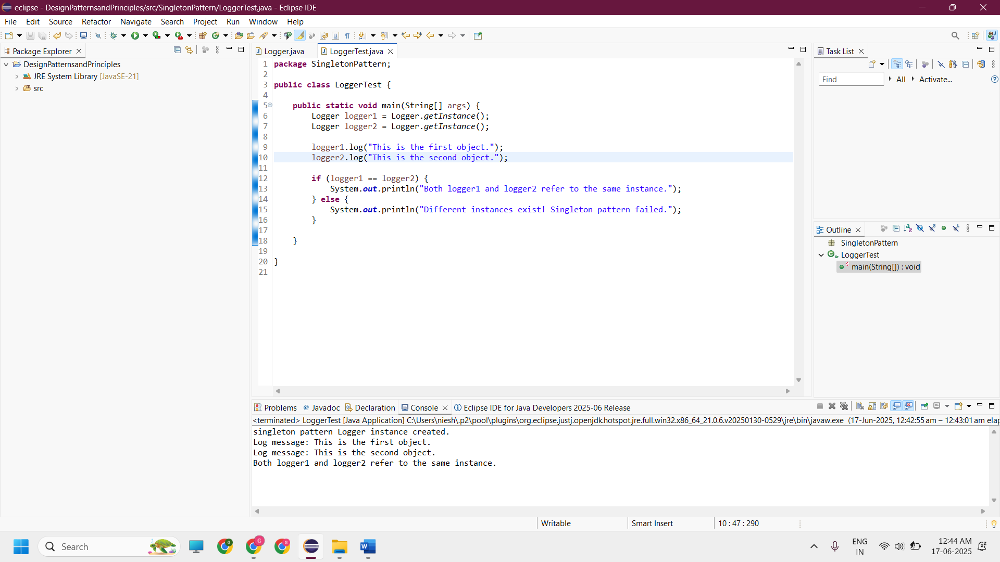 eclipse - DesignPatternsandPrinciples/src/SingletonPattern/LoggerTest.java - Eclipse IDE
File Edit Source Refactor Navigate Search Project Run Window Help
Package Explorer
DesignPatternsandPrinciples
JRE System Library [JavaSE-21]
src
Logger.java LoggerTest.java
1 package SingletonPattern;
2
3 public class LoggerTest {
4
5 public static void main(String[] args) {
6 Logger logger1 = Logger.getInstance();
7 Logger logger2 = Logger.getInstance();
8
9 logger1.log("This is the first object.");
10 logger2.log("This is the second object.");
11
12 if (logger1 == logger2) {
13 System.out.println("Both logger1 and logger2 refer to the same instance.");
14 } else {
15 System.out.println("Different instances exist! Singleton pattern failed.");
16 }
17
18 }
19
20 }
21
Task List
Find All Activate...
Outline
SingletonPattern
LoggerTest
main(String[]) : void
Problems Javadoc Declaration Console Eclipse IDE for Java Developers 2025-06 Release
<terminated> LoggerTest [Java Application] C:\Users\niesh\.p2\pool\plugins\org.eclipse.justj.openjdk.hotspot.jre.full.win32.x86_64_21.0.6.v20250130-0529\jre\bin\javaw.exe (17-Jun-2025, 12:42:55 am – 12:43:01 am elap
singleton pattern Logger instance created.
Log message: This is the first object.
Log message: This is the second object.
Both logger1 and logger2 refer to the same instance.
Writable Smart Insert 10 : 47 : 290
Search
ENG
IN
12:44 AM
17-06-2025